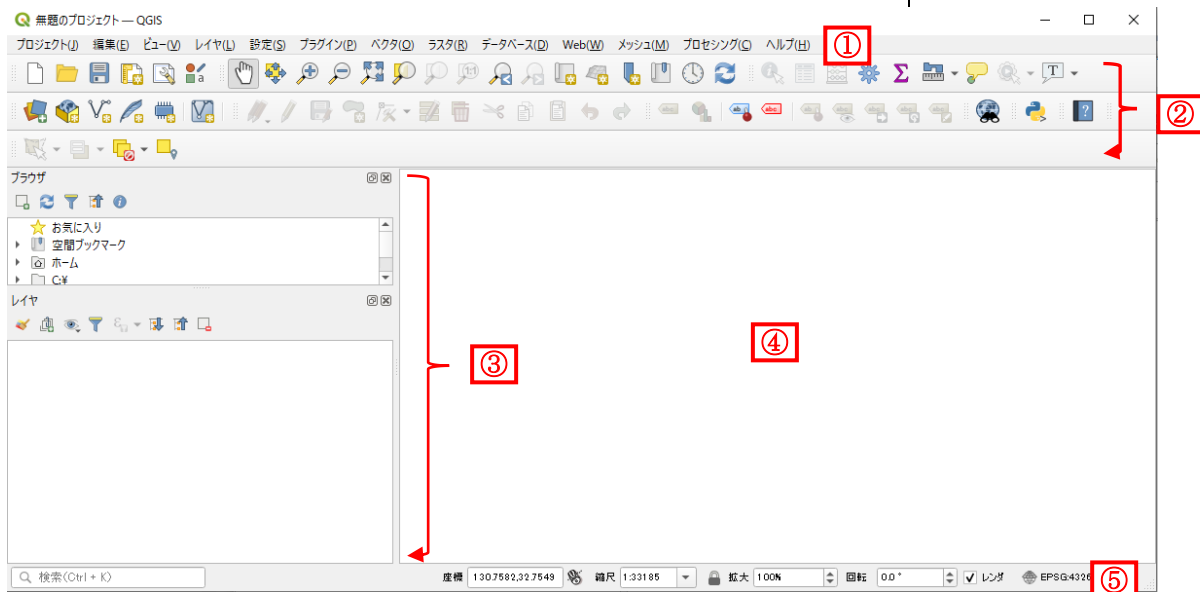 無題のプロジェクト — QGIS
プロジェクト(J) 編集(E) ビュー(V) レイヤ(L) 設定(S) プラグイン(P) ベクタ(O) ラスタ(R) データベース(D) Web(W) メッシュ(M) プロセシング(C) ヘルプ(H)
①
②
ブラウザ
お気に入り
空間ブックマーク
ホーム
C:¥
レイヤ
③
④
検索(Ctrl + K)
座標 130.7582,32.7549 縮尺 1:33185 拡大 100% 回転 0.0 ° レンダ EPSG:4326
⑤